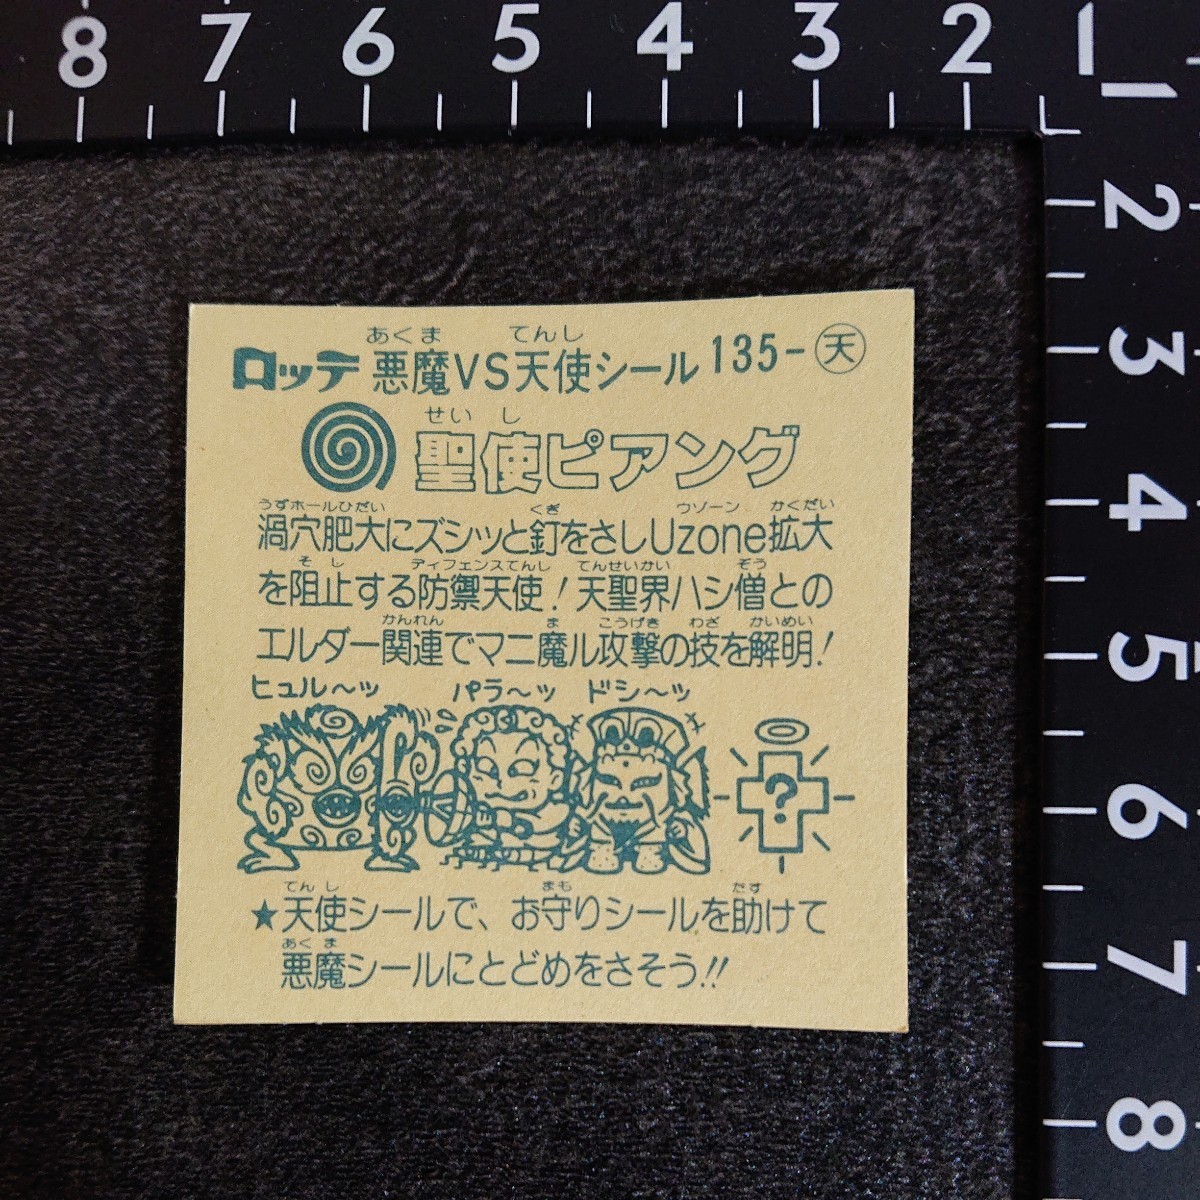 8 7 6 5 4 3 2 1
1
2
3
4
5
6
7
8
あくま てんし
ロッテ 悪魔VS天使シール 135-天
せいし
聖使ピアング
うずホールひだい くぎ ウゾーン かくだい
渦穴肥大にズシッと釘をさしUzone拡大
そし ディフェンスてんし てんせいかい ぞう
を阻止する防禦天使!天聖界ハシ僧との
かんれん ま こうげき わざ かいめい
エルダー関連でマニ魔ル攻撃の技を解明!
ヒュル〜ッ パラ〜ッ ドシ〜ッ
?
てんし まも たす
★天使シールで、お守りシールを助けて
あくま
悪魔シールにとどめをさそう!!